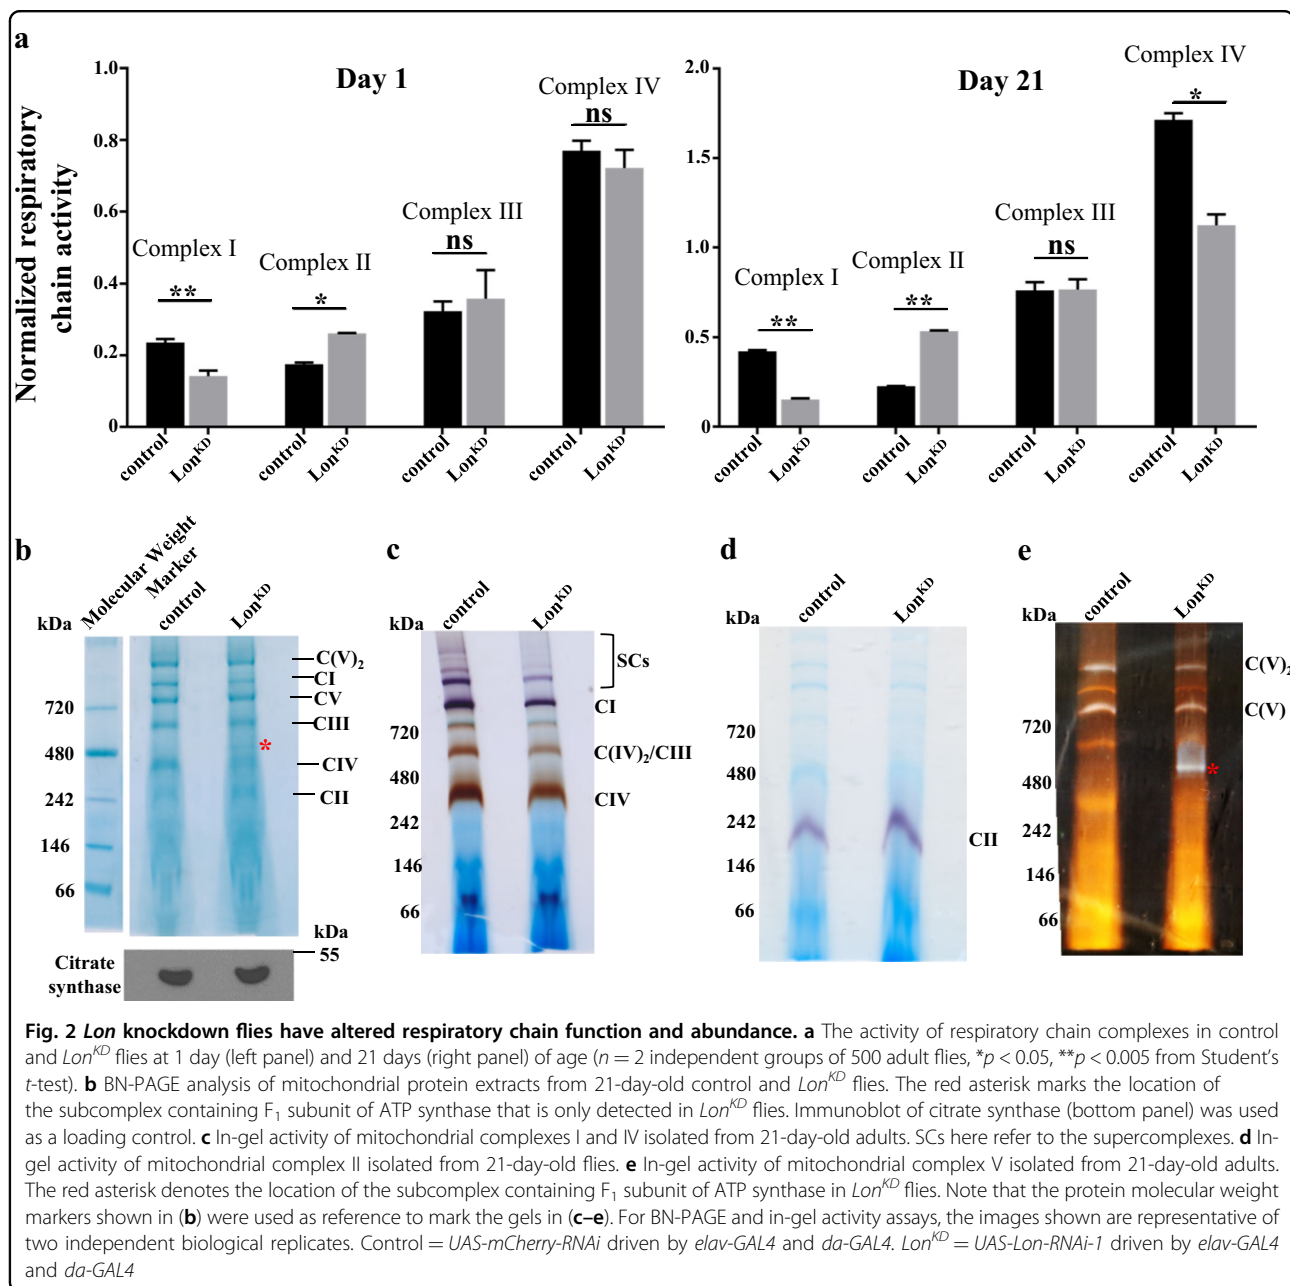 a
Day 1
Normalized respiratory
chain activity
1.0
0.8
0.6
0.4
0.2
0
Complex I
**
Complex II
*
Complex III
ns
Complex IV
ns
control
Lon^KD
control
Lon^KD
control
Lon^KD
control
Lon^KD
Day 21
2.0
1.5
1.0
0.5
0
Complex I
**
Complex II
**
Complex III
ns
Complex IV
*
control
Lon^KD
control
Lon^KD
control
Lon^KD
control
Lon^KD
b
Molecular Weight
Marker
control
Lon^KD
kDa
720
480
242
146
66
C(V)₂
CI
CV
CIII
*
CIV
CII
kDa
55
Citrate
synthase
c
control
Lon^KD
kDa
720
480
242
146
66
SCs
CI
C(IV)₂/CIII
CIV
d
control
Lon^KD
kDa
720
480
242
146
66
CII
e
control
Lon^KD
kDa
720
480
242
146
66
C(V)₂
C(V)
*
Fig. 2 Lon knockdown flies have altered respiratory chain function and abundance. a The activity of respiratory chain complexes in control
and Lon^KD flies at 1 day (left panel) and 21 days (right panel) of age (n = 2 independent groups of 500 adult flies, *p < 0.05, **p < 0.005 from Student's
t-test). b BN-PAGE analysis of mitochondrial protein extracts from 21-day-old control and Lon^KD flies. The red asterisk marks the location of
the subcomplex containing F₁ subunit of ATP synthase that is only detected in Lon^KD flies. Immunoblot of citrate synthase (bottom panel) was used
as a loading control. c In-gel activity of mitochondrial complexes I and IV isolated from 21-day-old adults. SCs here refer to the supercomplexes. d In-
gel activity of mitochondrial complex II isolated from 21-day-old flies. e In-gel activity of mitochondrial complex V isolated from 21-day-old adults.
The red asterisk denotes the location of the subcomplex containing F₁ subunit of ATP synthase in Lon^KD flies. Note that the protein molecular weight
markers shown in (b) were used as reference to mark the gels in (c–e). For BN-PAGE and in-gel activity assays, the images shown are representative of
two independent biological replicates. Control = UAS-mCherry-RNAi driven by elav-GAL4 and da-GAL4. Lon^KD = UAS-Lon-RNAi-1 driven by elav-GAL4
and da-GAL4